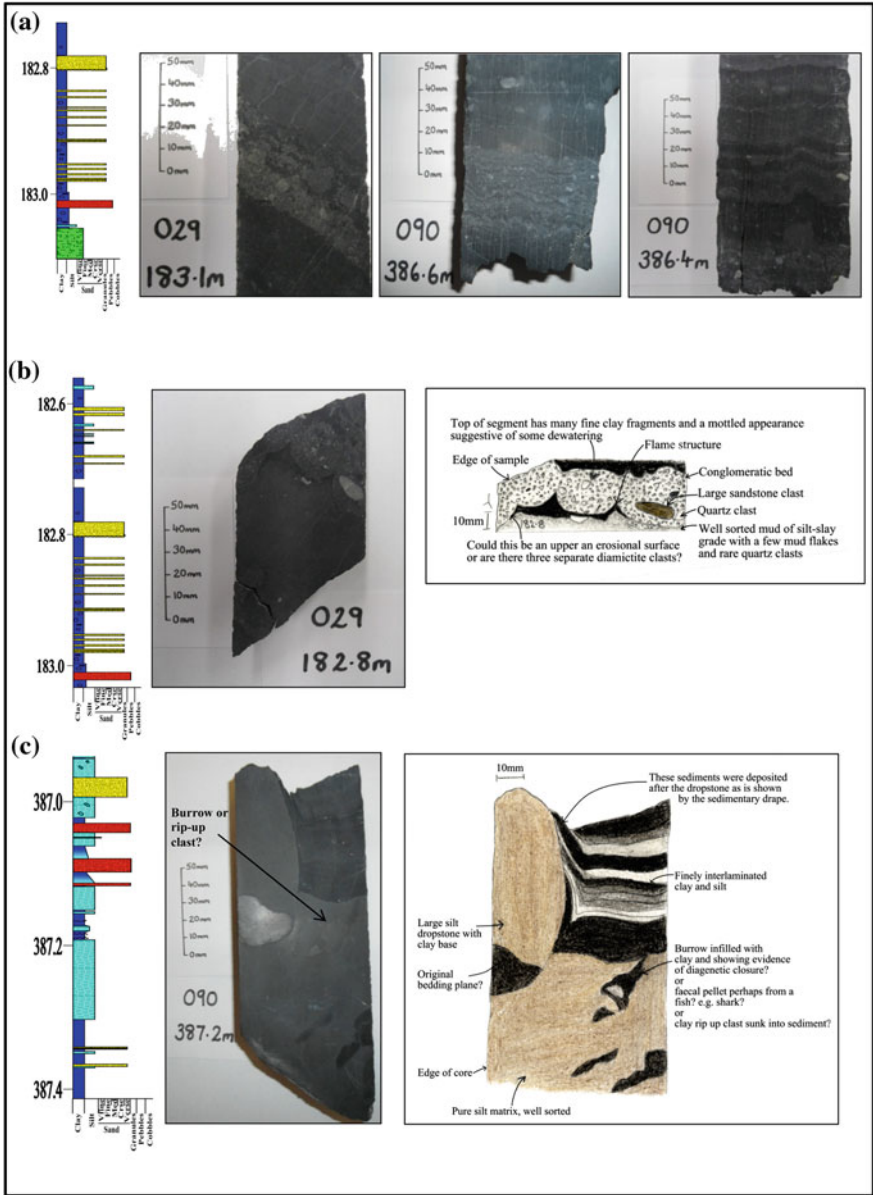 (a)
182.8
183.0
Clay
Silt
Vfine
Fine
Med
Crs
Vcrs
Sand
Granules
Pebbles
Cobbles
50mm
40mm
30mm
20mm
10mm
0mm
029
183.1m
50mm
40mm
30mm
20mm
10mm
0mm
090
386.6m
50mm
40mm
30mm
20mm
10mm
0mm
090
386.4m
(b)
182.6
182.8
183.0
Clay
Silt
Sand
Granules
Pebbles
Cobbles
50mm
40mm
30mm
20mm
10mm
0mm
029
182.8m
Top of segment has many fine clay fragments and a mottled appearance
suggestive of some dewatering
Flame structure
Edge of sample
Conglomeratic bed
Large sandstone clast
Quartz clast
10mm
182.8
Well sorted mud of silt-slay
grade with a few mud flakes
and rare quartz clasts
Could this be an upper an erosional surface
or are there three separate diamictite clasts?
(c)
387.0
387.2
387.4
Clay
Silt
Sand
Granules
Pebbles
Cobbles
Burrow or
rip-up
clast?
50mm
40mm
30mm
20mm
10mm
0mm
090
387.2m
10mm
These sediments were deposited
after the dropstone as is shown
by the sedimentary drape.
Finely interlaminated
clay and silt
Large silt
dropstone with
clay base
Original
bedding plane?
Burrow infilled with
clay and showing evidence
of diagenetic closure?
or
faecal pellet perhaps from a
fish? e.g. shark?
or
clay rip up clast sunk into sediment?
Edge of core
Pure silt matrix, well sorted